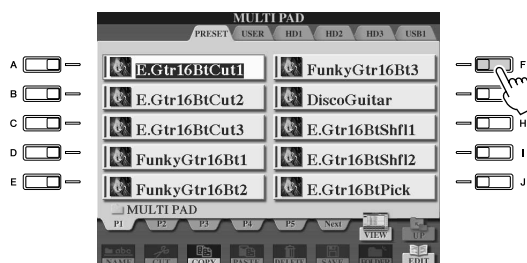 MULTI PAD
PRESET USER HD1 HD2 HD3 USB1
A E.Gtr16BtCut1 FunkyGtr16Bt3 F
B E.Gtr16BtCut2 DiscoGuitar
C E.Gtr16BtCut3 E.Gtr16BtShfl1 H
D FunkyGtr16Bt1 E.Gtr16BtShfl2 I
E FunkyGtr16Bt2 E.Gtr16BtPick J
MULTI PAD
P1 P2 P3 P4 P5 Next VIEW UP
NAME CUT COPY PASTE DELETE SAVE FOLDER EDIT